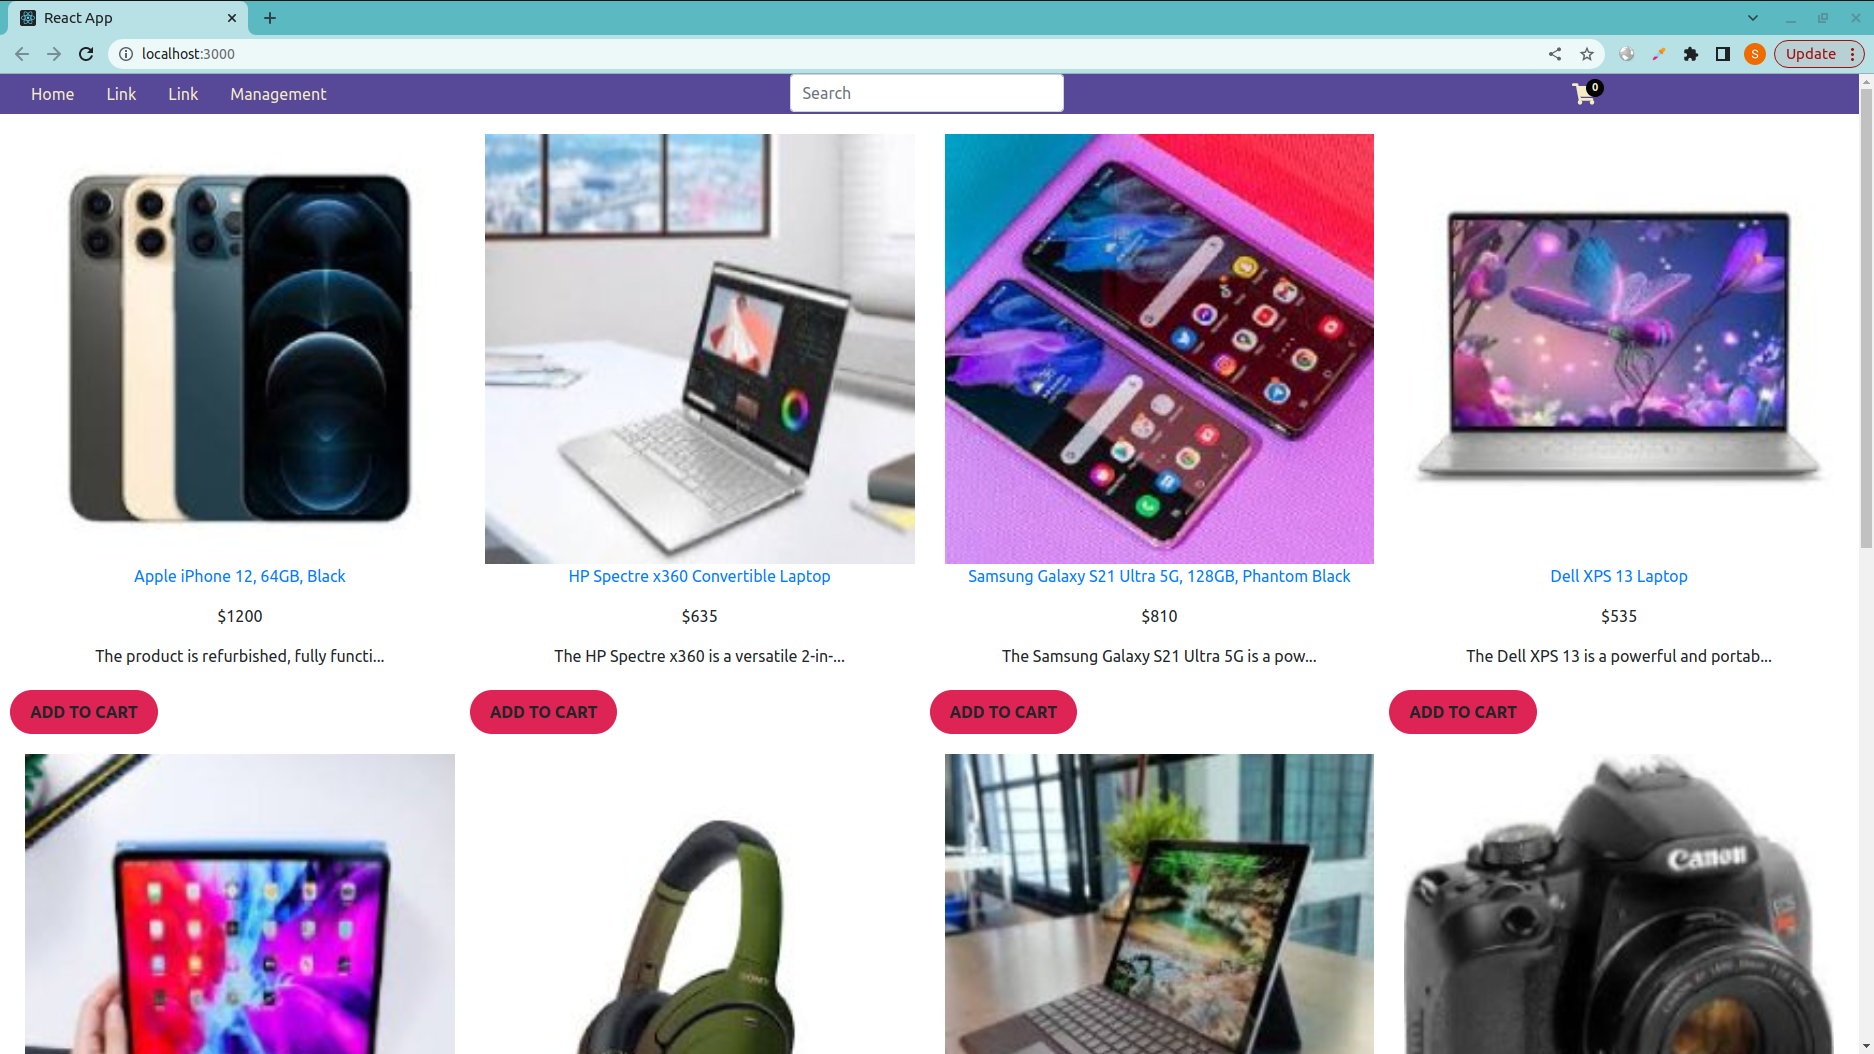 React App
localhost:3000
Update
S
Home
Link
Link
Management
Search
0
Apple iPhone 12, 64GB, Black
$1200
The product is refurbished, fully functi...
ADD TO CART
HP Spectre x360 Convertible Laptop
$635
The HP Spectre x360 is a versatile 2-in-...
ADD TO CART
Samsung Galaxy S21 Ultra 5G, 128GB, Phantom Black
$810
The Samsung Galaxy S21 Ultra 5G is a pow...
ADD TO CART
Dell XPS 13 Laptop
$535
The Dell XPS 13 is a powerful and portab...
ADD TO CART
SONY
Canon
EOS